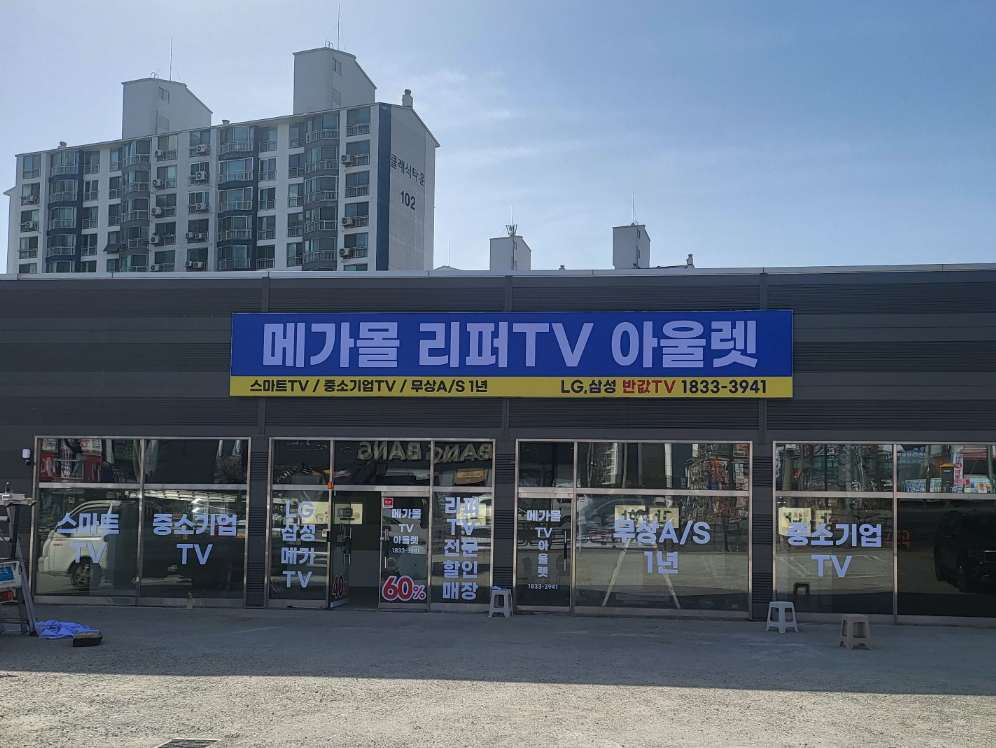 클래식타운
102
메가몰 리퍼TV 아울렛
스마트TV / 중소기업TV / 무상A/S 1년
LG,삼성 반값TV 1833-3941
BANG BANG
스마트
TV
중소기업
TV
LG
삼성
메가
TV
40
메가몰
TV
아울렛
1833-3941
60%
리퍼
TV
전문
할인
매장
메가몰
TV
아울렛
1833-3941
무상A/S
1년
중소기업
TV